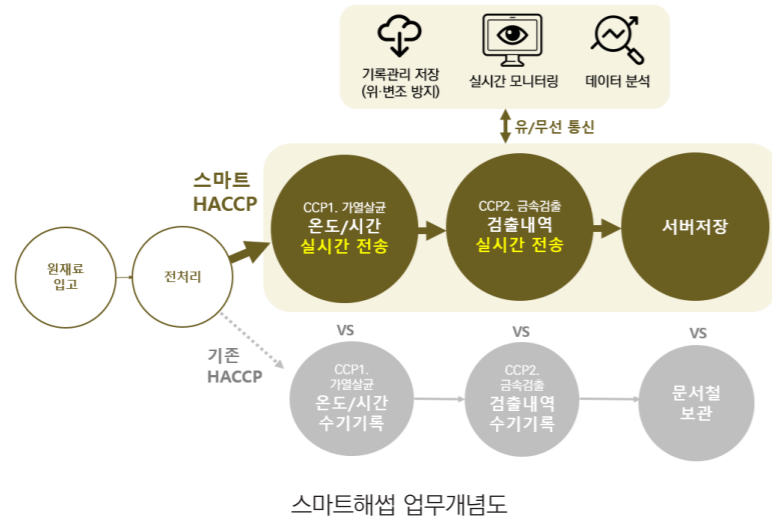 기록관리 저장
(위·변조 방지)
실시간 모니터링
데이터 분석
유/무선 통신
스마트
HACCP
CCP1. 가열살균
온도/시간
실시간 전송
CCP2. 금속검출
검출내역
실시간 전송
서버저장
원재료
입고
전처리
VS
VS
VS
기존
HACCP
CCP1.
가열살균
온도/시간
수기기록
CCP2.
금속검출
검출내역
수기기록
문서철
보관
스마트해썹 업무개념도